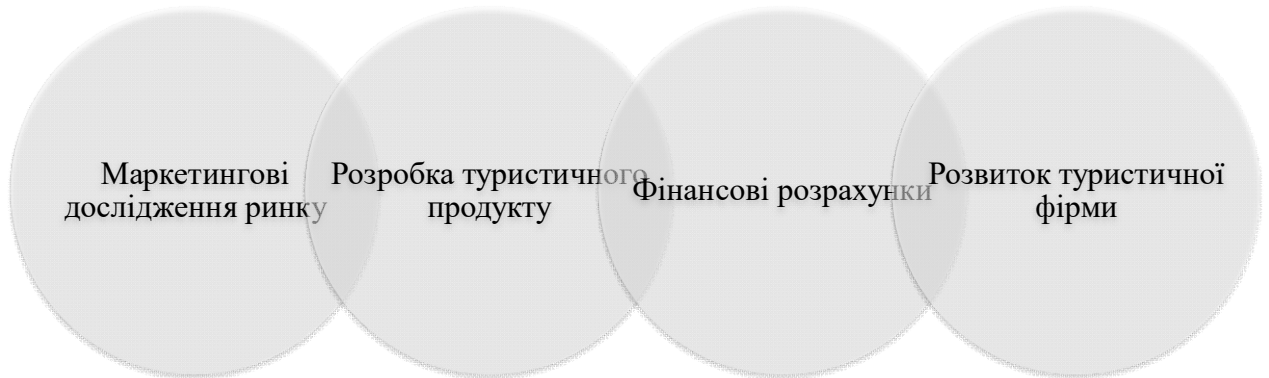 Маркетингові
дослідження ринку
Розробка туристичного
продукту
Фінансові розрахунки
Розвиток туристичної
фірми